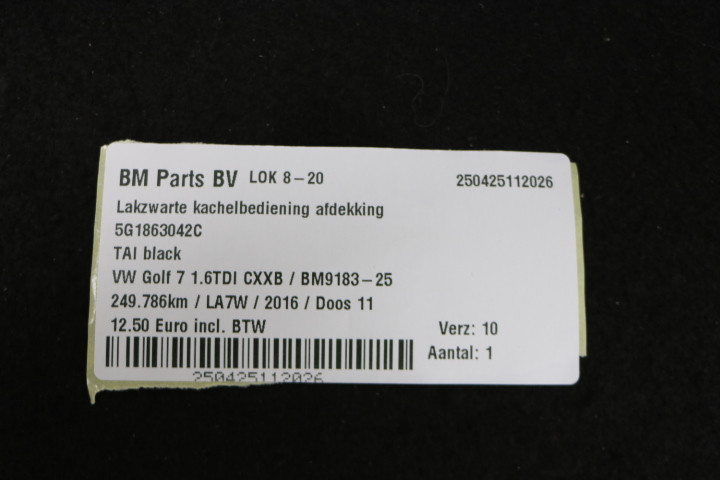 BM Parts BV LOK 8-20 250425112026
Lakzwarte kachelbediening afdekking
5G1863042C
TAI black
VW Golf 7 1.6TDI CXXB / BM9183-25
249.786km / LA7W / 2016 / Doos 11
12.50 Euro incl. BTW Verz: 10
Aantal: 1
250425112026